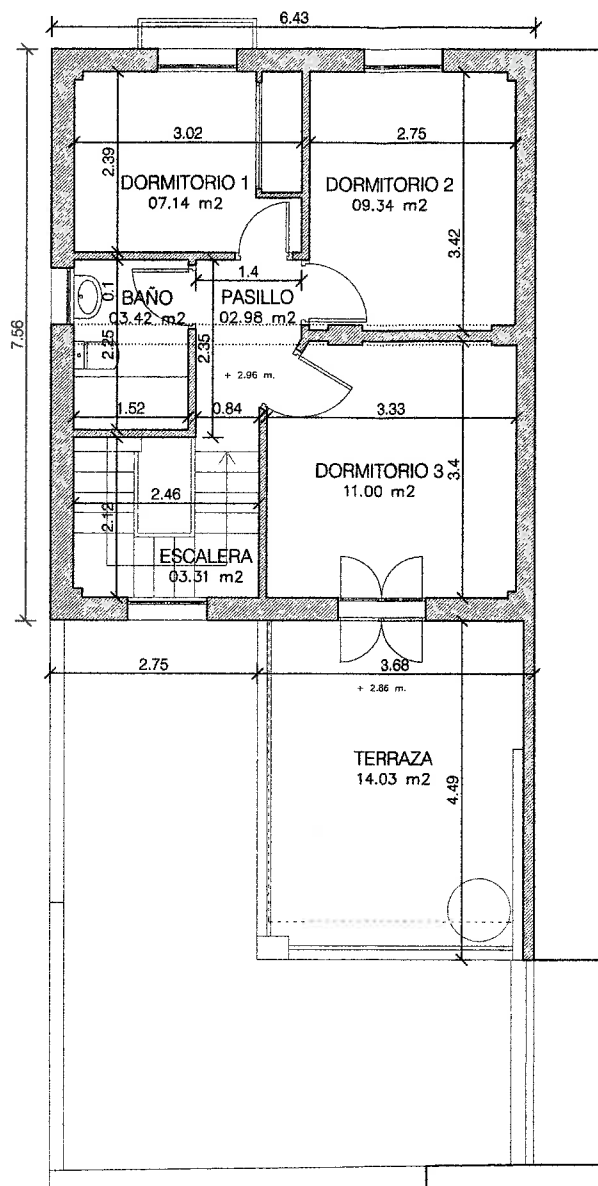 6.43
7.56
3.02
2.75
2.39
DORMITORIO 1
07.14 m2
DORMITORIO 2
09.34 m2
3.42
1.4
0.1
BAÑO
03.42 m2
PASILLO
02.98 m2
2.25
2.35
+ 2.96 m.
1.52
0.84
3.33
3.4
DORMITORIO 3
11.00 m2
2.46
2.12
ESCALERA
03.31 m2
2.75
3.68
+ 2.86 m.
TERRAZA
14.03 m2
4.49